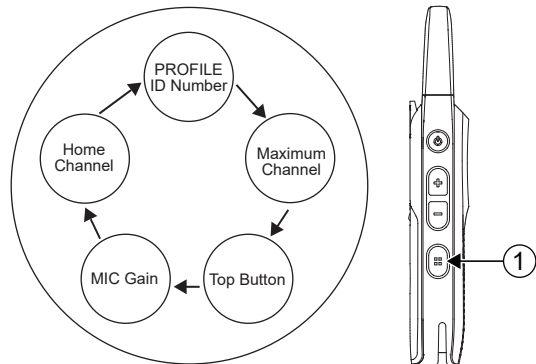 PROFILE
ID Number
Home
Channel
Maximum
Channel
MIC Gain
Top Button
1